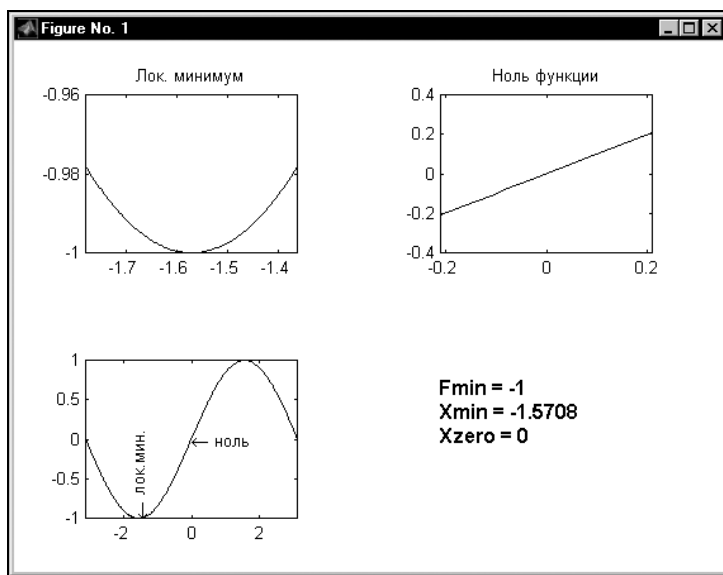 Figure No. 1
Лок. минимум
-0.96
-0.98
-1
-1.7 -1.6 -1.5 -1.4
Ноль функции
0.4
0.2
0
-0.2
-0.4
-0.2 0 0.2
1
0.5
0
-0.5
-1
-2 0 2
лок.мин.
ноль
Fmin = -1
Xmin = -1.5708
Xzero = 0